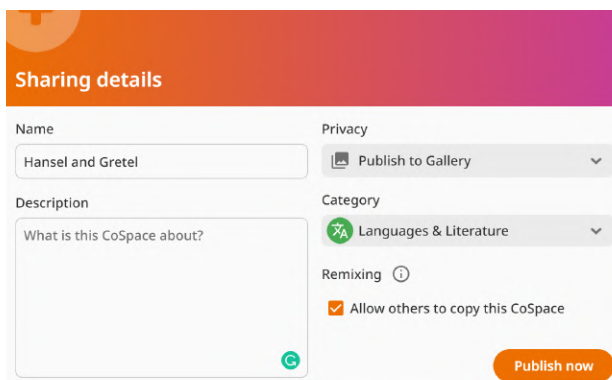 Sharing details
Name
Hansel and Gretel
Description
What is this CoSpace about?
Privacy
Publish to Gallery
Category
Languages & Literature
Remixing
Allow others to copy this CoSpace
Publish now